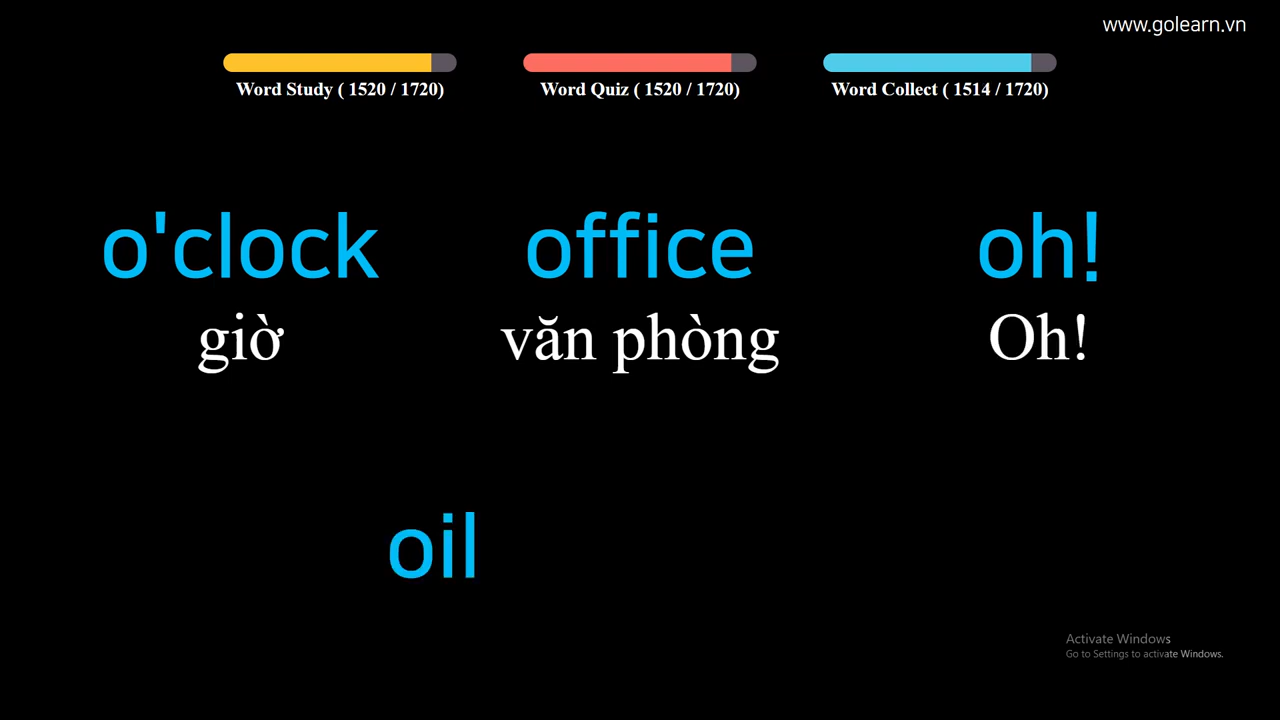 www.golearn.vn
Word Study ( 1520 / 1720)
Word Quiz ( 1520 / 1720)
Word Collect ( 1514 / 1720)
o'clock
office
oh!
giờ
văn phòng
Oh!
oil
Activate Windows
Go to Settings to activate Windows.